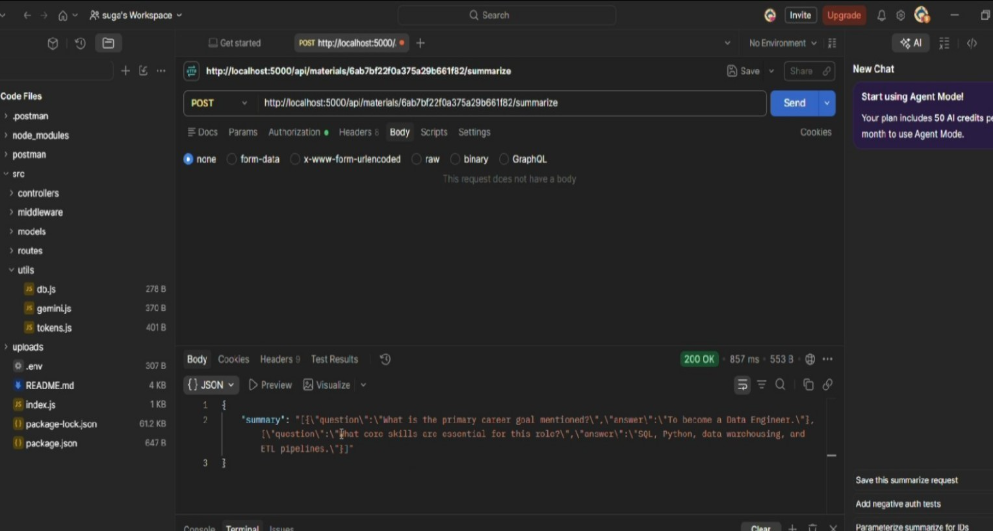 suga's Workspace
Search
Invite
Upgrade
Get started
POST http://localhost:5000/.
No Environment
AI
http://localhost:5000/api/materials/6ab7bf22f0a375a29b661f82/summarize
Save
Share
New Chat
Code Files
POST
http://localhost:5000/api/materials/6ab7bf22f0a375a29b661f82/summarize
Send
Start using Agent Mode!
Your plan includes 50 AI credits pe
month to use Agent Mode.
.postman
node_modules
postman
src
controllers
middleware
models
routes
utils
db.js 278 B
gemini.js 370 B
tokens.js 401 B
uploads
.env 307 B
README.md 4 KB
index.js 1 KB
package-lock.json 61.2 KB
package.json 647 B
Docs Params Authorization Headers 8 Body Scripts Settings Cookies
none form-data x-www-form-urlencoded raw binary GraphQL
This request does not have a body
Body Cookies Headers 9 Test Results
200 OK 857 ms 553 B
{} JSON Preview Visualize
1 {
2 "summary": "[{\"question\":\"What is the primary career goal mentioned?\",\"answer\":\"To become a Data Engineer.\"},
{\"question\":\"What core skills are essential for this role?\",\"answer\":\"SQL, Python, data warehousing, and
ETL pipelines.\"}]"
3 }
Save this summarize request
Add negative auth tests
Parameterize summarize for IDs
Console Terminal Issues Clear